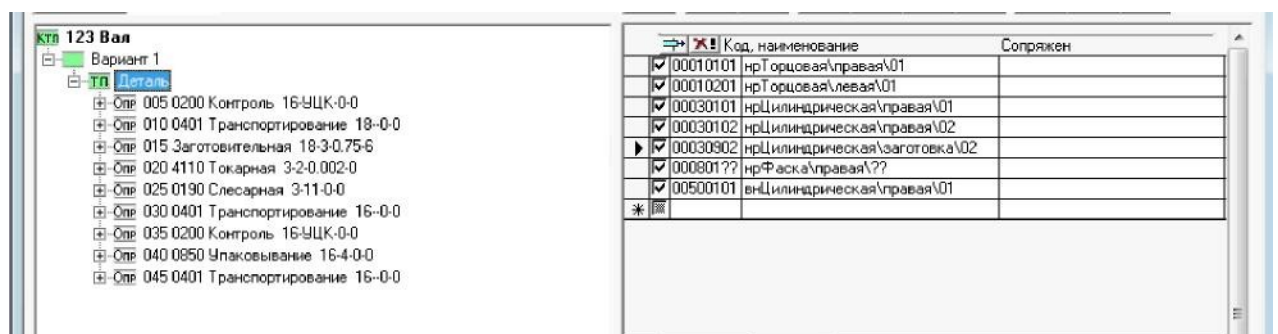 КТП 123 Вал
Вариант 1
ТП Деталь
Опр 005 0200 Контроль 16-УЦК-0-0
Опр 010 0401 Транспортирование 18--0-0
Опр 015 Заготовительная 18-3-0.75-6
Опр 020 4110 Токарная 3-2-0.002-0
Опр 025 0190 Слесарная 3-11-0-0
Опр 030 0401 Транспортирование 16--0-0
Опр 035 0200 Контроль 16-УЦК-0-0
Опр 040 0850 Упаковывание 16-4-0-0
Опр 045 0401 Транспортирование 16--0-0
Код, наименование Сопряжен
00010101 нрТорцовая\правая\01
00010201 нрТорцовая\левая\01
00030101 нрЦилиндрическая\правая\01
00030102 нрЦилиндрическая\правая\02
00030902 нрЦилиндрическая\заготовка\02
000801?? нрФаска\правая\??
00500101 внЦилиндрическая\правая\01